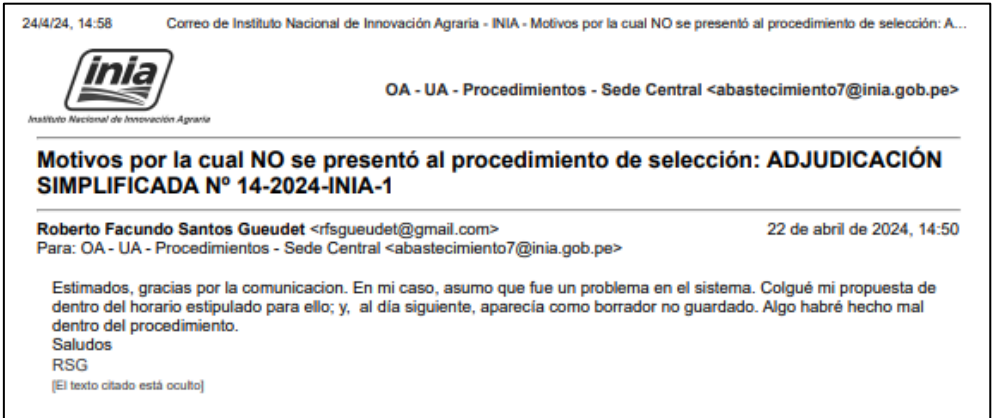 24/4/24, 14:58 Correo de Instituto Nacional de Innovación Agraria - INIA - Motivos por la cual NO se presentó al procedimiento de selección: A...
inia
Instituto Nacional de Innovación Agraria
OA - UA - Procedimientos - Sede Central <abastecimiento7@inia.gob.pe>
Motivos por la cual NO se presentó al procedimiento de selección: ADJUDICACIÓN
SIMPLIFICADA Nº 14-2024-INIA-1
Roberto Facundo Santos Gueudet <rfsgueudet@gmail.com> 22 de abril de 2024, 14:50
Para: OA - UA - Procedimientos - Sede Central <abastecimiento7@inia.gob.pe>
Estimados, gracias por la comunicacion. En mi caso, asumo que fue un problema en el sistema. Colgué mi propuesta de
dentro del horario estipulado para ello; y, al día siguiente, aparecía como borrador no guardado. Algo habré hecho mal
dentro del procedimiento.
Saludos
RSG
[El texto citado está oculto]